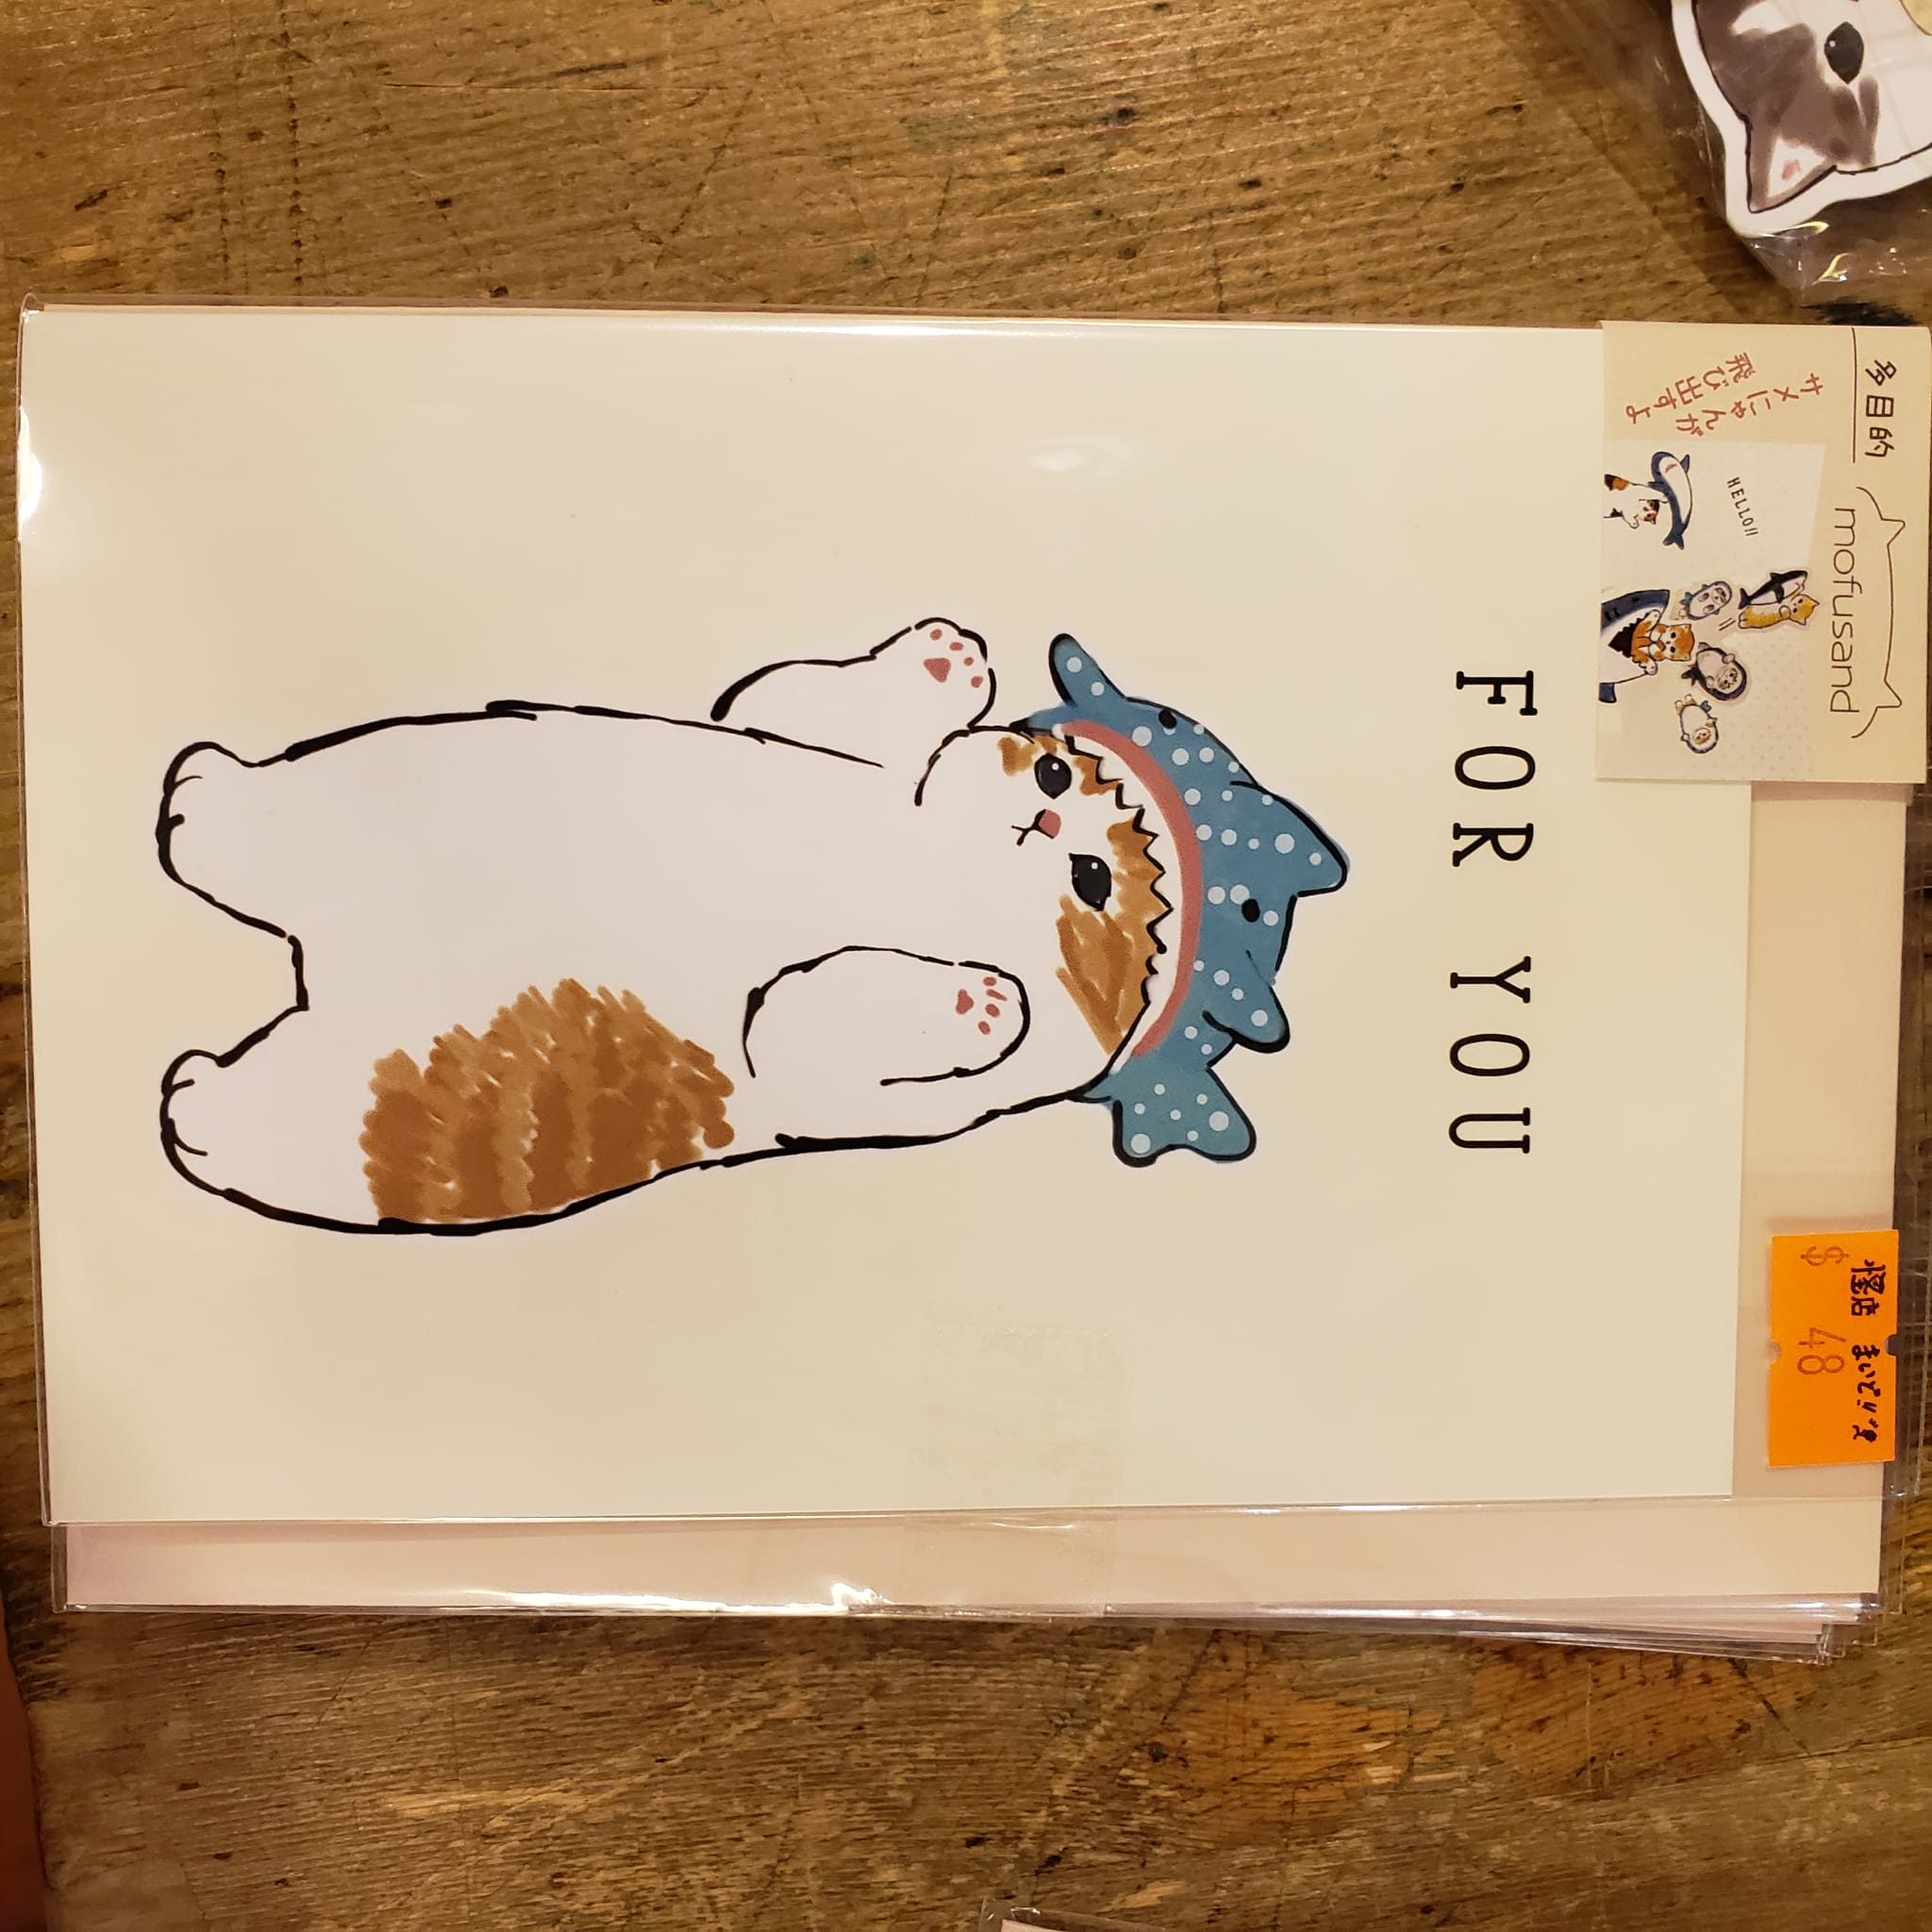 FOR YOU
多目的
mofusand
サメにゃんが
飛び出すよ
HELLO!!
$ 48